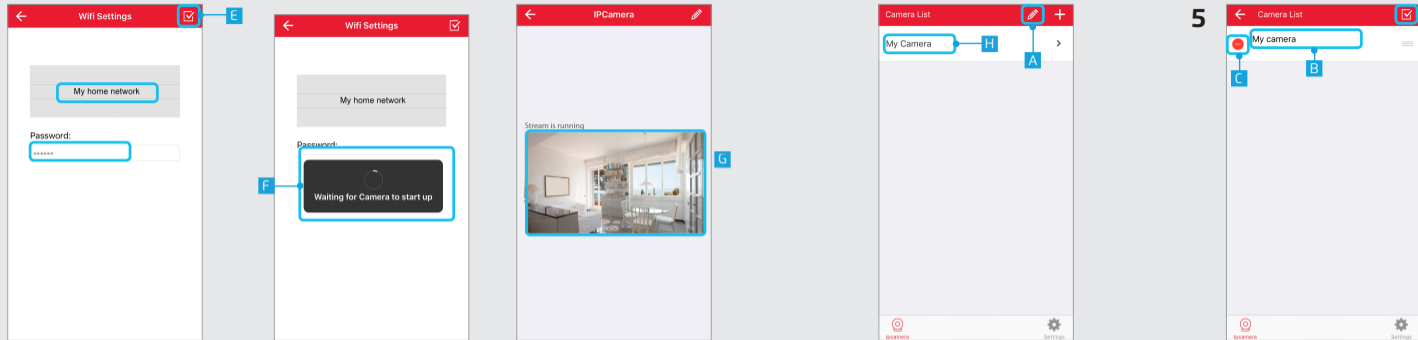 Wifi Settings
E
My home network
Password:
••••••
Wifi Settings
My home network
Password:
F
Waiting for Camera to start up
IPCamera
Stream is running
G
Camera List
My Camera
H
A
Ipcamera
Settings
5
Camera List
My camera
C
B
Ipcamera
Settings